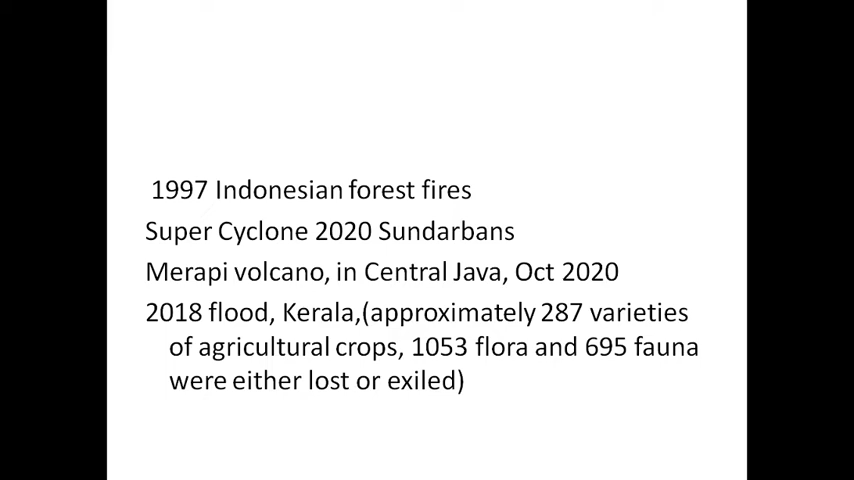 1997 Indonesian forest fires
Super Cyclone 2020 Sundarbans
Merapi volcano, in Central Java, Oct 2020
2018 flood, Kerala,(approximately 287 varieties
of agricultural crops, 1053 flora and 695 fauna
were either lost or exiled)